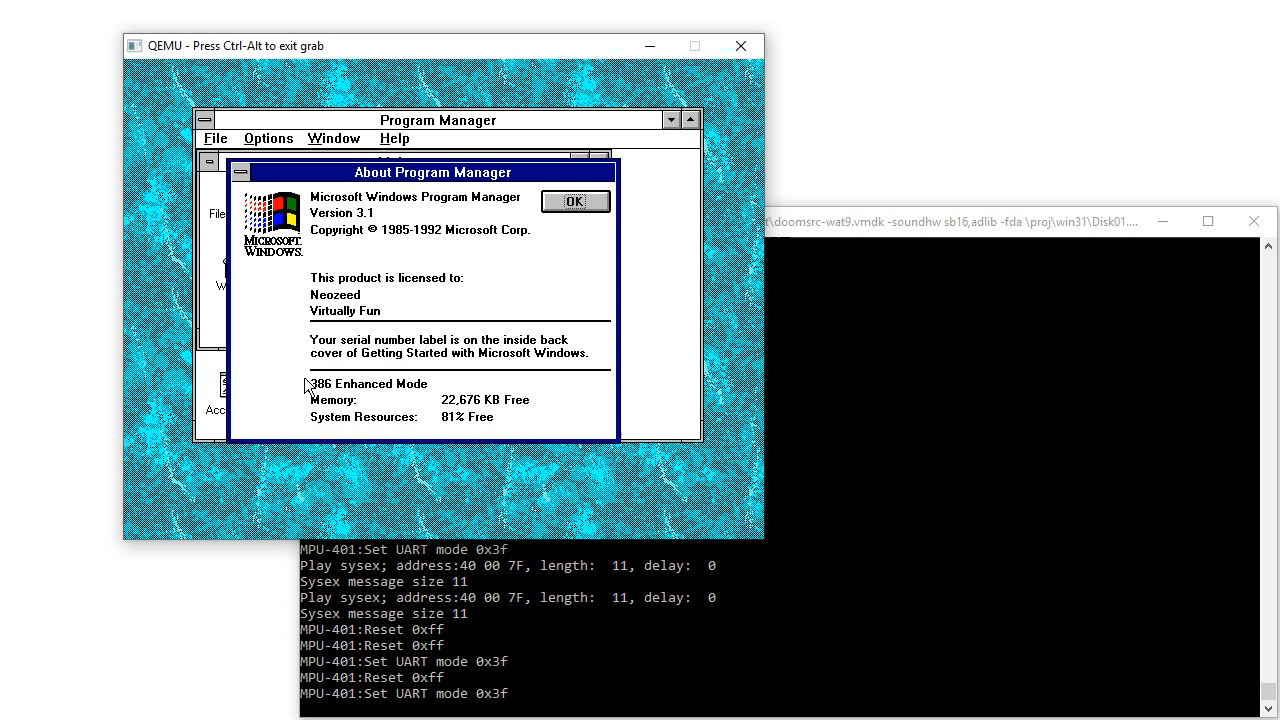 QEMU - Press Ctrl-Alt to exit grab
Program Manager
File Options Window Help
About Program Manager
Microsoft Windows Program Manager
Version 3.1
Copyright © 1985-1992 Microsoft Corp.
OK
MICROSOFT.
WINDOWS.
This product is licensed to:
Neozeed
Virtually Fun
Your serial number label is on the inside back
cover of Getting Started with Microsoft Windows.
386 Enhanced Mode
Memory: 22,676 KB Free
System Resources: 81% Free
File
W
Acc
t\doomsrc-wat9.vmdk -soundhw sb16,adlib -fda \proj\win31\Disk01....
MPU-401:Set UART mode 0x3f
Play sysex; address:40 00 7F, length: 11, delay: 0
Sysex message size 11
Play sysex; address:40 00 7F, length: 11, delay: 0
Sysex message size 11
MPU-401:Reset 0xff
MPU-401:Reset 0xff
MPU-401:Set UART mode 0x3f
MPU-401:Reset 0xff
MPU-401:Set UART mode 0x3f